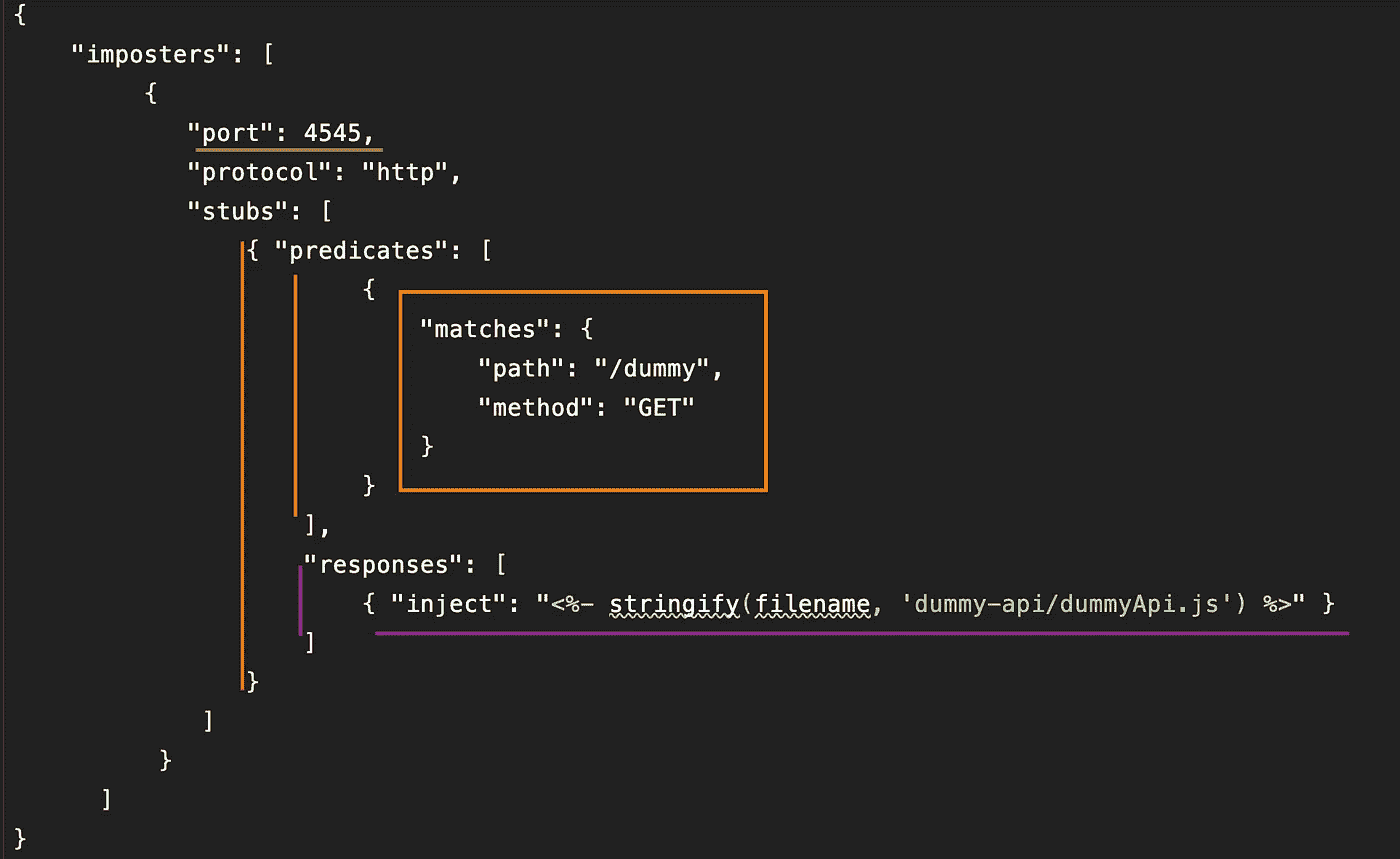 {
"imposters": [
{
"port": 4545,
"protocol": "http",
"stubs": [
{ "predicates": [
{
"matches": {
"path": "/dummy",
"method": "GET"
}
}
],
"responses": [
{ "inject": "<%- stringify(filename, 'dummy-api/dummyApi.js') %>" }
]
}
]
}
]
}